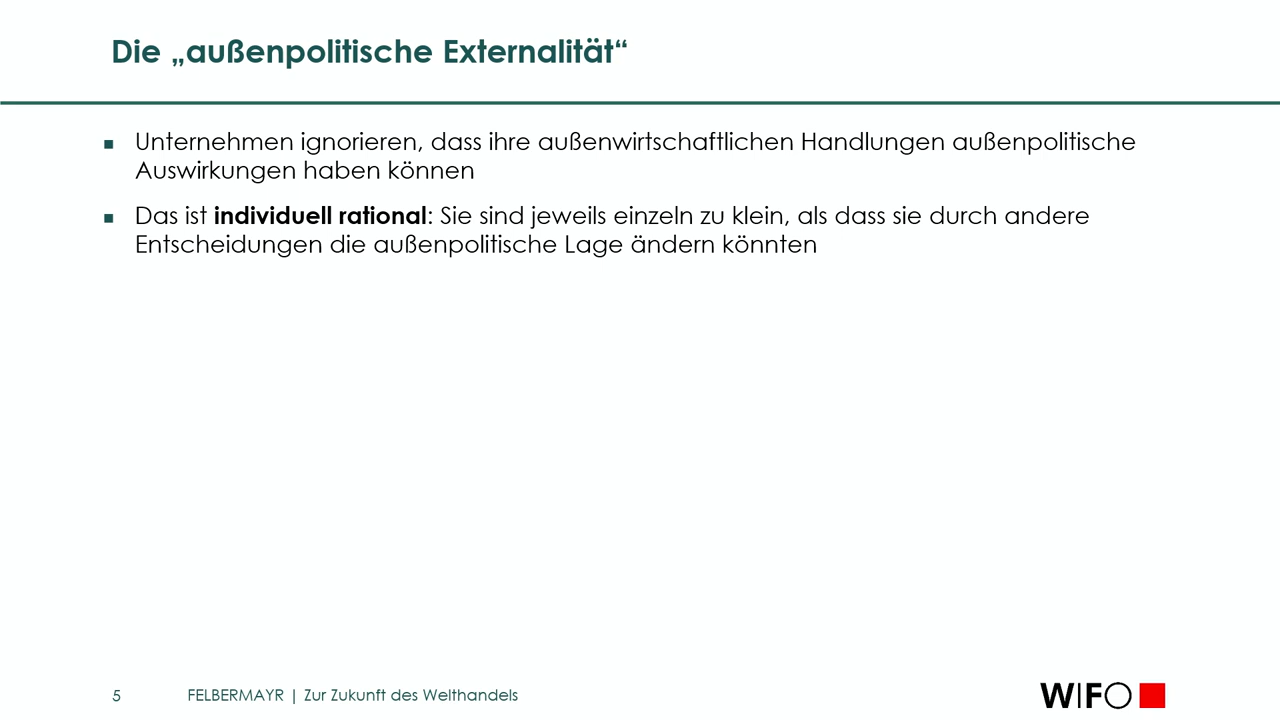 Die „außenpolitische Externalität“
Unternehmen ignorieren, dass ihre außenwirtschaftlichen Handlungen außenpolitische
Auswirkungen haben können
Das ist individuell rational: Sie sind jeweils einzeln zu klein, als dass sie durch andere
Entscheidungen die außenpolitische Lage ändern könnten
5 FELBERMAYR | Zur Zukunft des Welthandels
WIFO